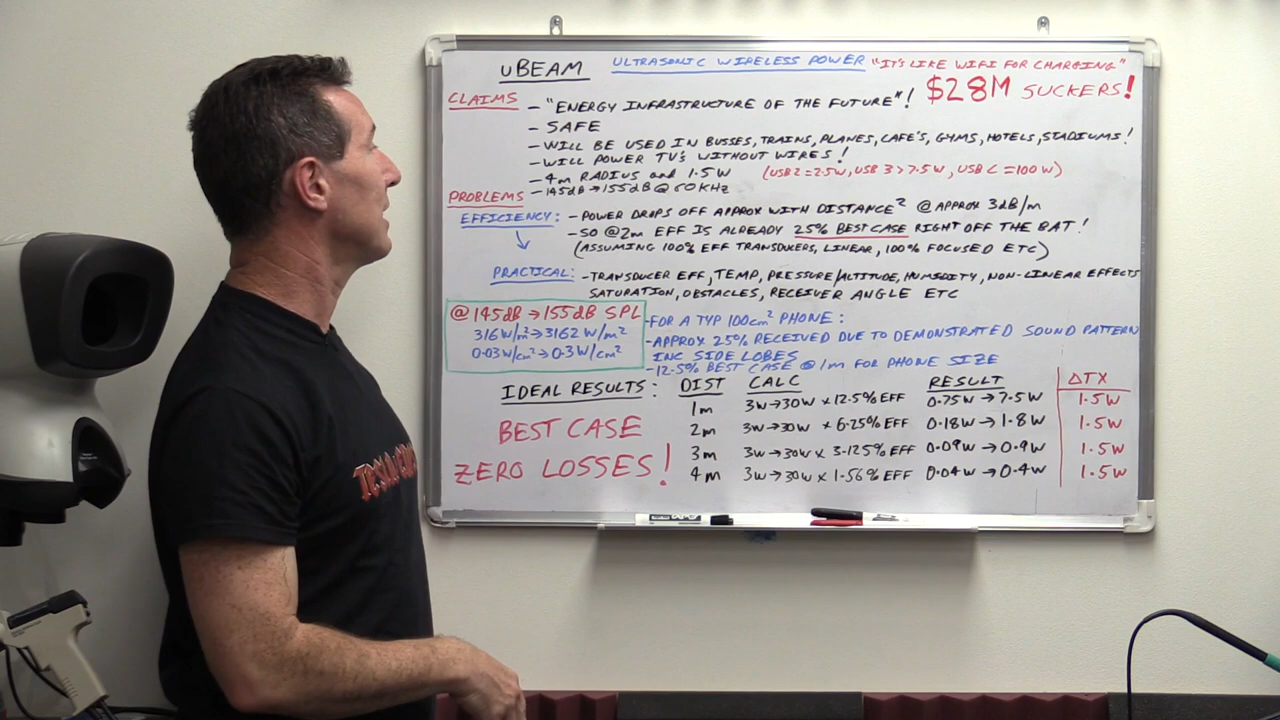 uBEAM ULTRASONIC WIRELESS POWER "IT'S LIKE WIFI FOR CHARGING"
CLAIMS - "ENERGY INFRASTRUCTURE OF THE FUTURE"! $28M SUCKERS!
- SAFE
- WILL BE USED IN BUSSES, TRAINS, PLANES, CAFE'S, GYMS, HOTELS, STADIUMS!
- WILL POWER TV'S WITHOUT WIRES!
- 4m RADIUS and 1.5W (USB2 = 2.5W, USB 3 > 7.5W, USB C = 100W)
- 145dB → 155dB @ 60KHz
PROBLEMS
EFFICIENCY: - POWER DROPS OFF APPROX WITH DISTANCE² @ APPROX 3dB/m
- SO @2m EFF IS ALREADY 25% BEST CASE RIGHT OFF THE BAT!
(ASSUMING 100% EFF TRANSDUCERS, LINEAR, 100% FOCUSED ETC)
PRACTICAL: - TRANSDUCER EFF, TEMP, PRESSURE/ALTITUDE, HUMIDITY, NON-LINEAR EFFECTS
SATURATION, OBSTACLES, RECEIVER ANGLE ETC
@ 145dB → 155dB SPL
316W/m² → 3162 W/m²
0.03W/cm² → 0.3W/cm²
- FOR A TYP 100cm² PHONE:
- APPROX 25% RECEIVED DUE TO DEMONSTRATED SOUND PATTERN
INC SIDE LOBES
- 12.5% BEST CASE @ 1m FOR PHONE SIZE
IDEAL RESULTS: DIST CALC RESULT ΔTX
1m 3W → 30W × 12.5% EFF 0.75W → 7.5W 1.5W
BEST CASE 2m 3W → 30W × 6.25% EFF 0.18W → 1.8W 1.5W
3m 3W → 30W × 3.125% EFF 0.09W → 0.9W 1.5W
ZERO LOSSES! 4m 3W → 30W × 1.56% EFF 0.04W → 0.4W 1.5W